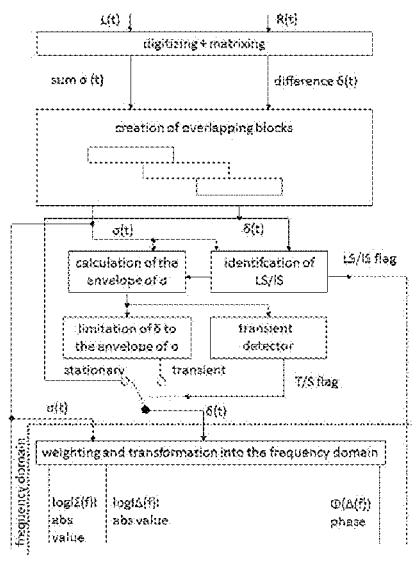 L(t) R(t)
digitizing + matrixing
sum σ (t) difference δ(t)
creation of overlapping blocks
σ(t) δ(t)
calculation of the envelope of σ
identifcation of LS/IS
LS/IS flag
limitation of δ to the envelope of σ
transient detector
stationary transient
T/S flag
σ(t) δ(t)
frequency domain
weighting and transformation into the frequency domain
log|Σ(f)| abs value
log|Δ(f)| abs value
Φ(Δ(f)) phase